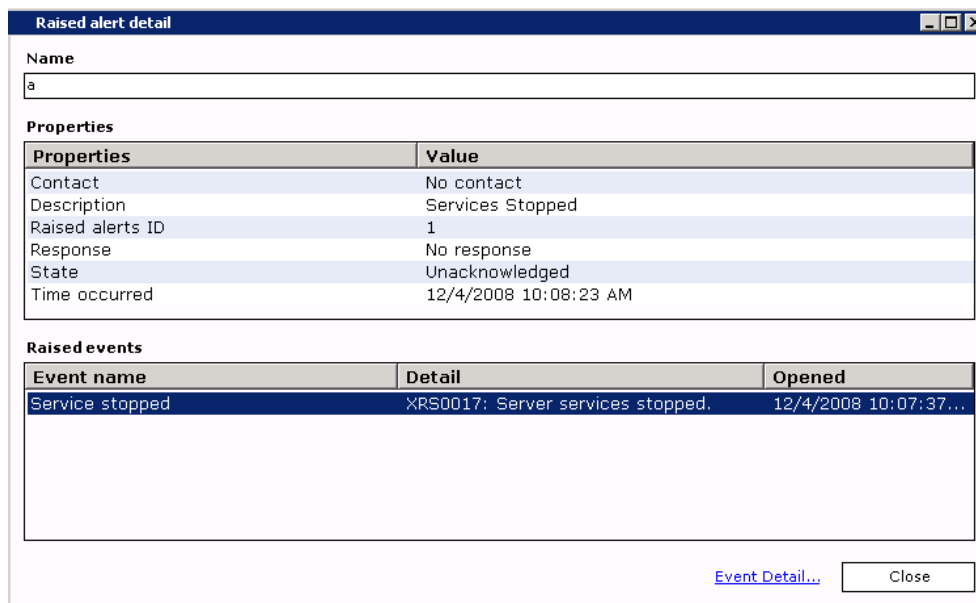 Raised alert detail
Name
a
Properties
Properties Value
Contact No contact
Description Services Stopped
Raised alerts ID 1
Response No response
State Unacknowledged
Time occurred 12/4/2008 10:08:23 AM
Raised events
Event name Detail Opened
Service stopped XRS0017: Server services stopped. 12/4/2008 10:07:37...
Event Detail... Close